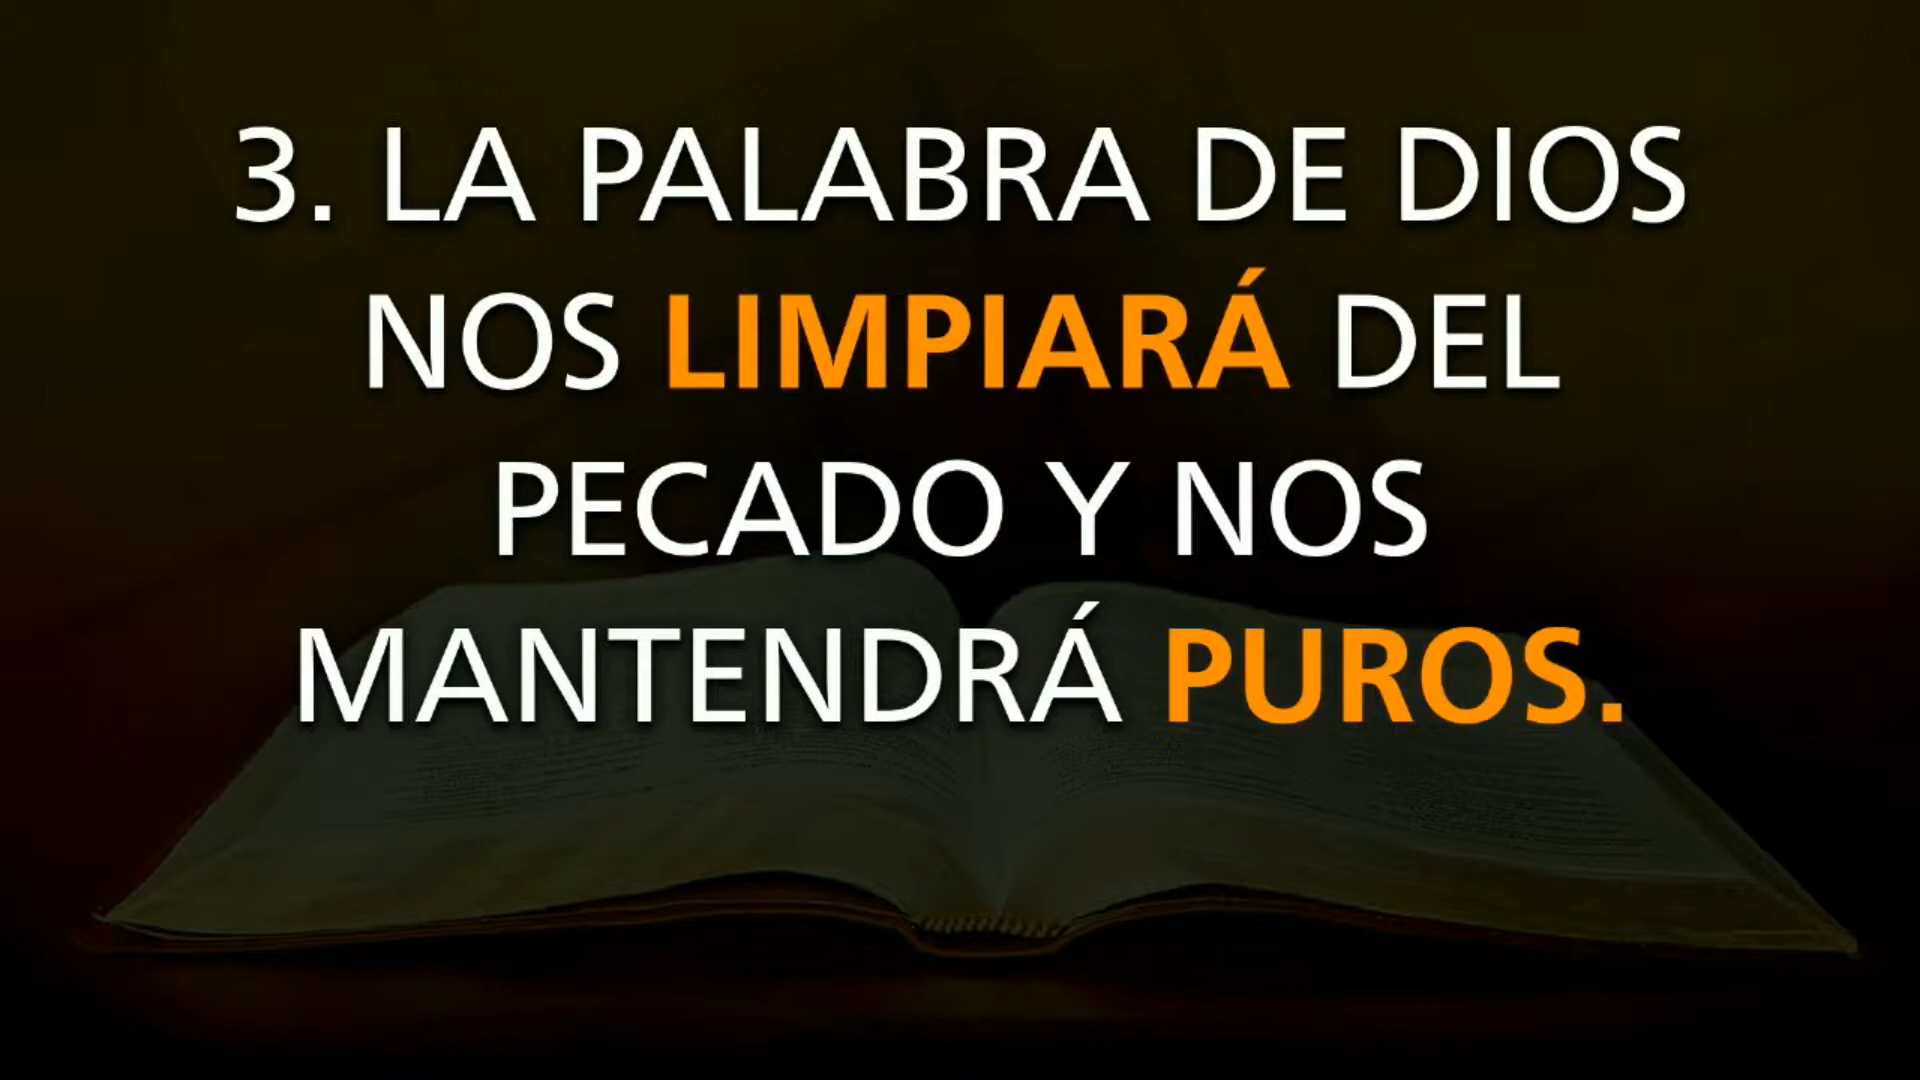 3. LA PALABRA DE DIOS
NOS LIMPIARÁ DEL
PECADO Y NOS
MANTENDRÁ PUROS.